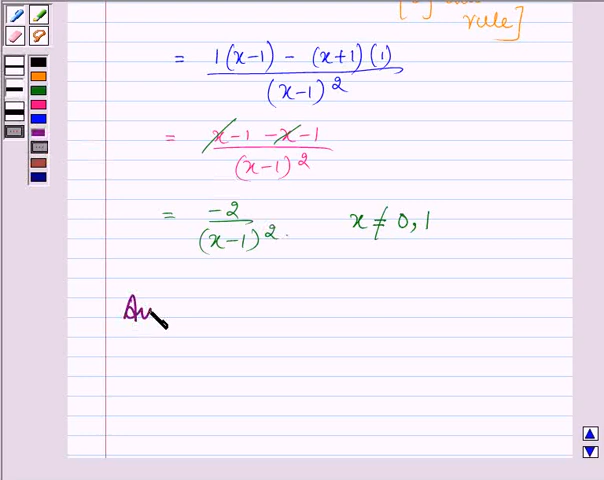 rule]
= 1(x-1) - (x+1)(1) / (x-1)^2
= x-1-x-1 / (x-1)^2
= -2 / (x-1)^2. x ≠ 0, 1